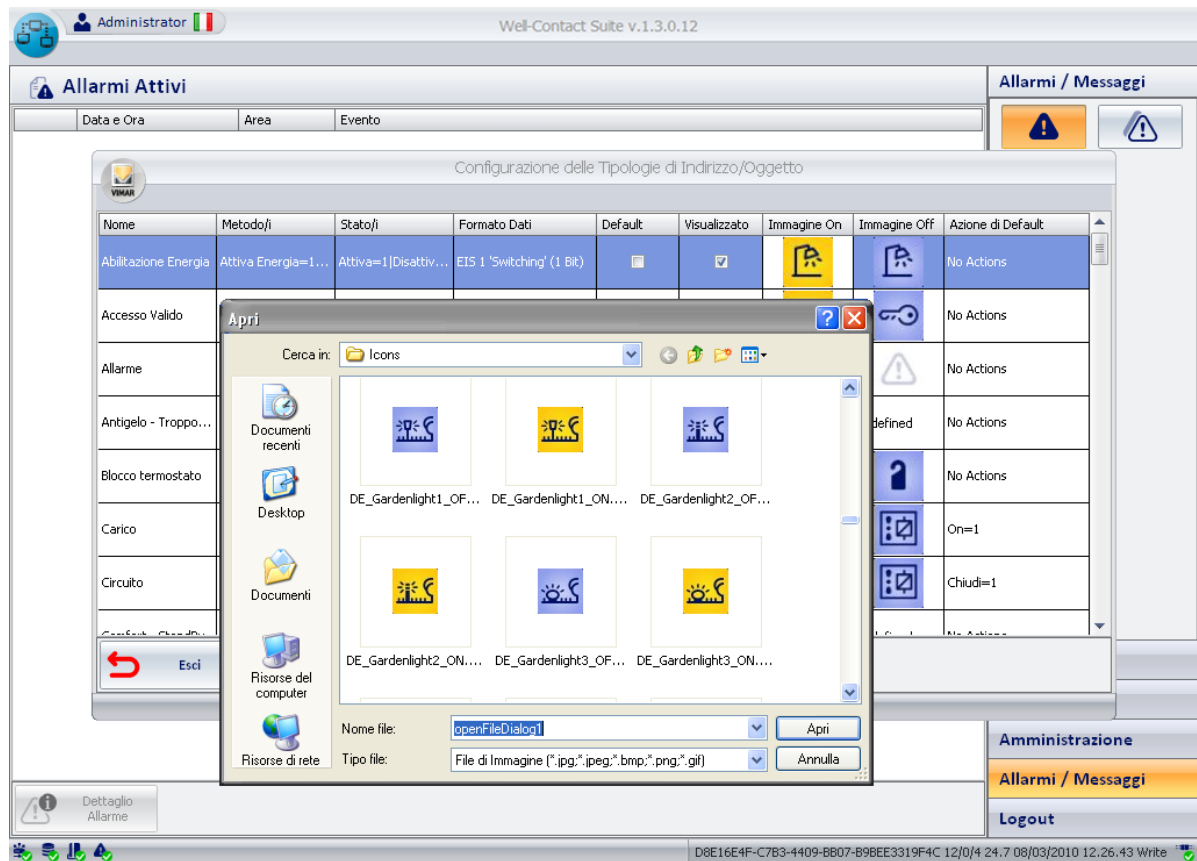 Administrator
Well-Contact Suite v.1.3.0.12
Allarmi Attivi
Allarmi / Messaggi
Data e Ora Area Evento
Configurazione delle Tipologie di Indirizzo/Oggetto
VIMAR
Nome Metodo/i Stato/i Formato Dati Default Visualizzato Immagine On Immagine Off Azione di Default
Abilitazione Energia Attiva Energia=1... Attiva=1|Disattiv... EIS 1 'Switching' (1 Bit) No Actions
Accesso Valido No Actions
Allarme No Actions
Antigelo - Troppo... defined No Actions
Blocco termostato No Actions
Carico On=1
Circuito Chiudi=1
Esci
Apri
Cerca in: Icons
Documenti recenti
Desktop
Documenti
Risorse del computer
Risorse di rete
DE_Gardenlight1_OF... DE_Gardenlight1_ON.... DE_Gardenlight2_OF...
DE_Gardenlight2_ON.... DE_Gardenlight3_OF... DE_Gardenlight3_ON....
Nome file: openFileDialog1 Apri
Tipo file: File di Immagine (*.jpg;*.jpeg;*.bmp;*.png;*.gif) Annulla
Amministrazione
Allarmi / Messaggi
Logout
Dettaglio
Allarme
D8E16E4F-C7B3-4409-BB07-B9BEE3319F4C 12/0/4 24.7 08/03/2010 12.26.43 Write